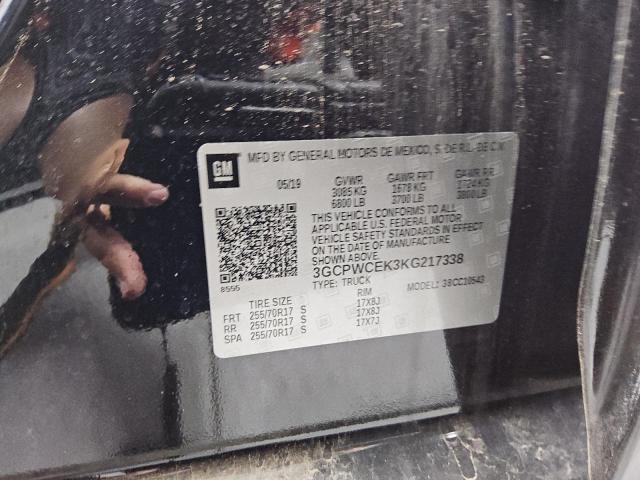 GM MFD BY GENERAL MOTORS DE MEXICO, S. DE R.L. DE C.V.
05/19 GVWR GAWR FRT GAWR RR
3085 KG 1678 KG 1724 KG
6800 LB 3700 LB 3800 LB
THIS VEHICLE CONFORMS TO ALL
APPLICABLE U.S. FEDERAL MOTOR
VEHICLE SAFETY STANDARDS IN EFFECT
ON THE DATE OF MANUFACTURE
SHOWN ABOVE.
3GCPWCEK3KG217338
8555 TYPE: TRUCK MODEL: 38CC10543
TIRE SIZE RIM
FRT 255/70R17 S 17X8J
RR 255/70R17 S 17X8J
SPA 255/70R17 S 17X7J